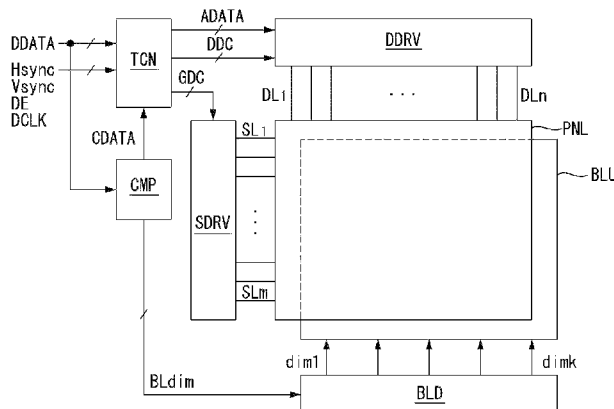 ADATA
DDATA
TCN
DDC
DDRV
Hsync
Vsync
DE
DCLK
GDC
DL1
...
DLn
CDATA
SL1
PNL
BLU
CMP
SDRV
SLm
dim1
dimk
BLdim
BLD